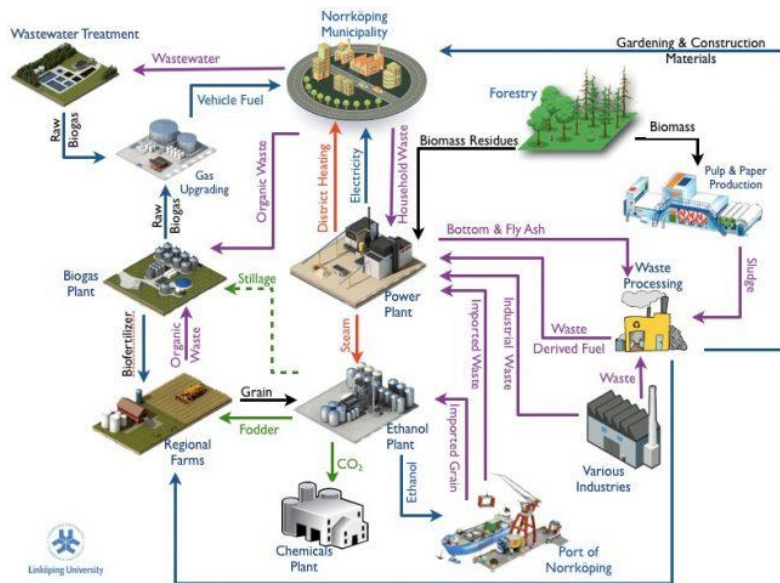 Norrköping
Municipality
Wastewater Treatment
Wastewater
Gardening & Construction
Materials
Vehicle Fuel
Forestry
Raw
Biogas
Biomass Residues
Biomass
Gas
Upgrading
Organic Waste
District Heating
Electricity
Household Waste
Pulp & Paper
Production
Raw
Biogas
Bottom & Fly Ash
Sludge
Stillage
Waste
Processing
Biogas
Plant
Power
Plant
Imported Waste
Industrial Waste
Waste
Derived Fuel
Biofertilizer
Organic
Waste
Steam
Waste
Grain
Fodder
Regional
Farms
Ethanol
Plant
Imported Grain
CO2
Ethanol
Various
Industries
Chemicals
Plant
Port of
Norrköping
Linköping University